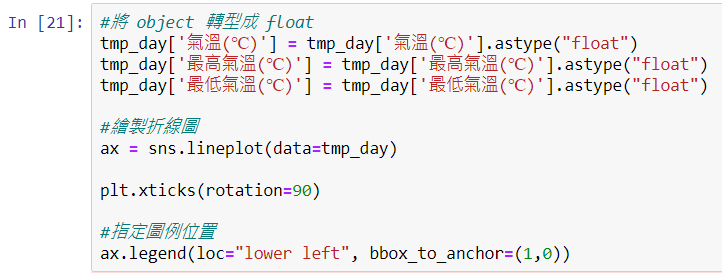 In [21]:
#將 object 轉型成 float
tmp_day['氣溫(℃)'] = tmp_day['氣溫(℃)'].astype("float")
tmp_day['最高氣溫(℃)'] = tmp_day['最高氣溫(℃)'].astype("float")
tmp_day['最低氣溫(℃)'] = tmp_day['最低氣溫(℃)'].astype("float")
#繪製折線圖
ax = sns.lineplot(data=tmp_day)
plt.xticks(rotation=90)
#指定圖例位置
ax.legend(loc="lower left", bbox_to_anchor=(1,0))